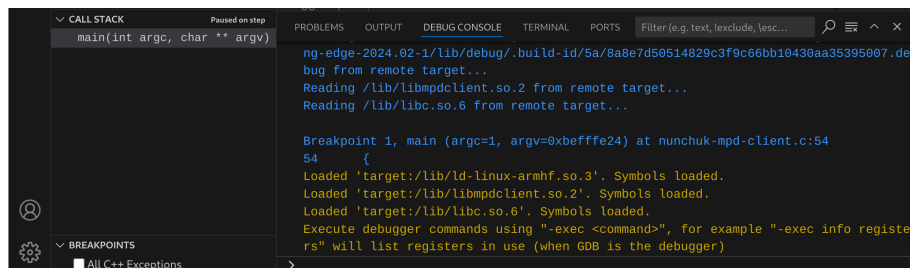 CALL STACK
Paused on step
main(int argc, char ** argv)
BREAKPOINTS
All C++ Exceptions
PROBLEMS OUTPUT DEBUG CONSOLE TERMINAL PORTS
Filter (e.g. text, !exclude, \esc...
ng-edge-2024.02-1/lib/debug/.build-id/5a/8a8e7d50514829c3f9c66bb10430aa35395007.de
bug from remote target...
Reading /lib/libmpdclient.so.2 from remote target...
Reading /lib/libc.so.6 from remote target...
Breakpoint 1, main (argc=1, argv=0xbefffe24) at nunchuk-mpd-client.c:54
54 {
Loaded 'target:/lib/ld-linux-armhf.so.3'. Symbols loaded.
Loaded 'target:/lib/libmpdclient.so.2'. Symbols loaded.
Loaded 'target:/lib/libc.so.6'. Symbols loaded.
Execute debugger commands using "-exec <command>", for example "-exec info registe
rs" will list registers in use (when GDB is the debugger)
>